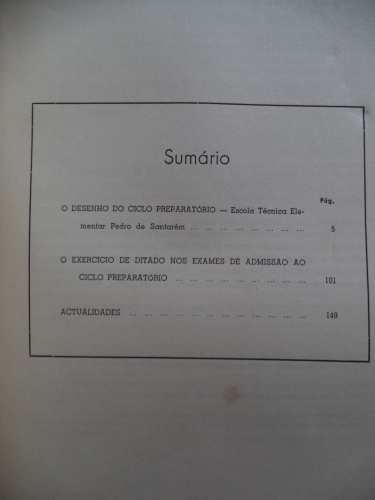 Sumário
Pág.
O DESENHO DO CICLO PREPARATÓRIO — Escola Técnica Ele-
mentar Pedro de Santarém ... ... ... ... ... ... ... ... 5
O EXERCÍCIO DE DITADO NOS EXAMES DE ADMISSÃO AO
CICLO PREPARATÓRIO ... ... ... ... ... ... ... ... ... 101
ACTUALIDADES ... ... ... ... ... ... ... ... ... ... ... 149